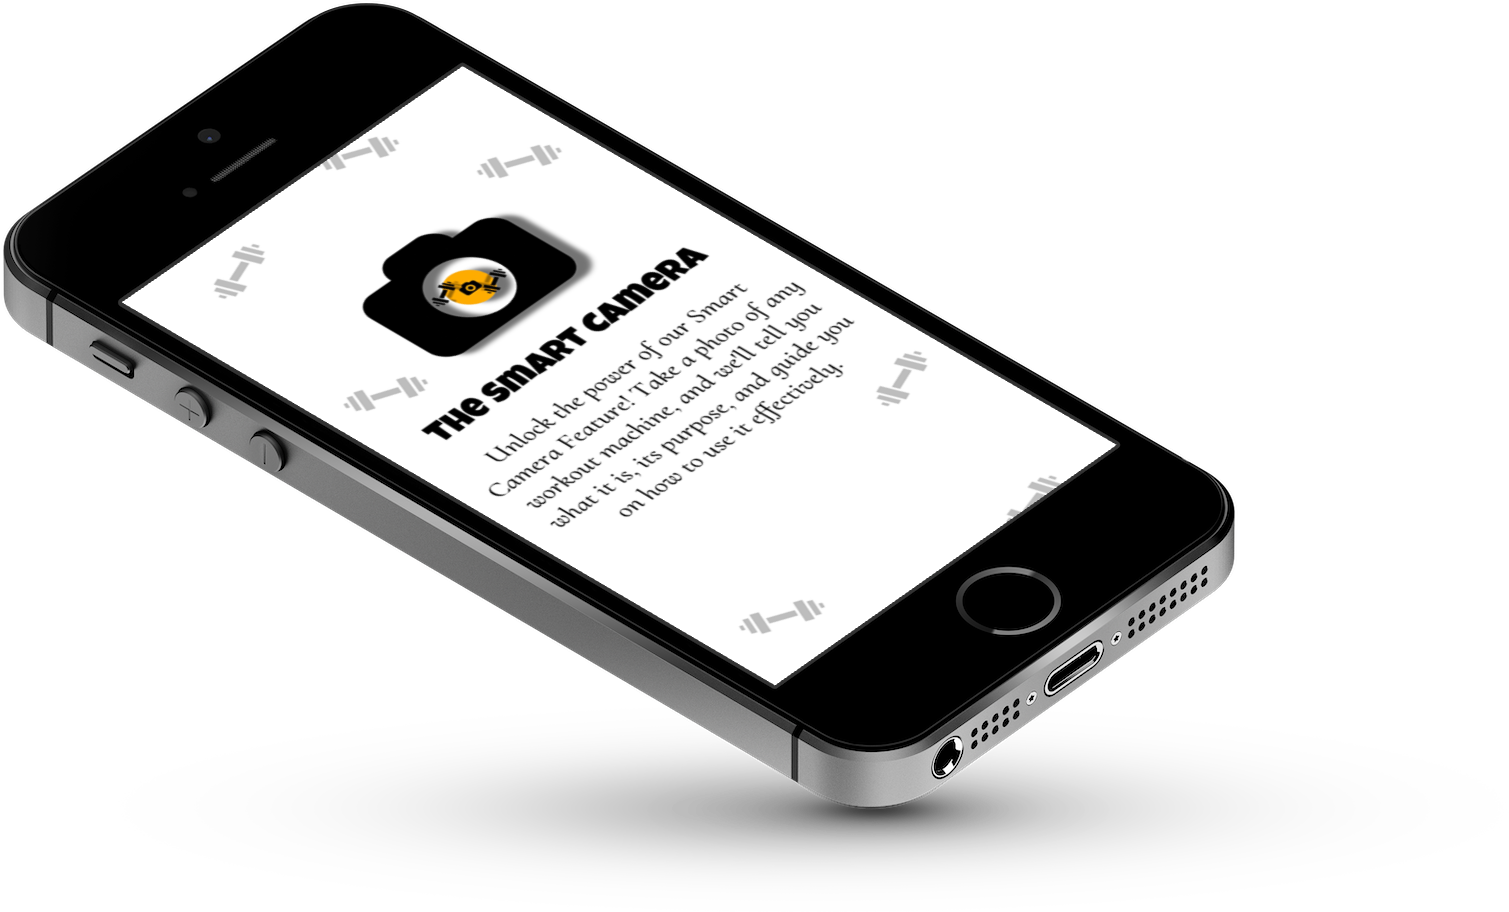 THe SMART CAMeRA
Unlock the power of our Smart
Camera Feature! Take a photo of any
workout machine, and we'll tell you
what it is, its purpose, and guide you
on how to use it effectively.